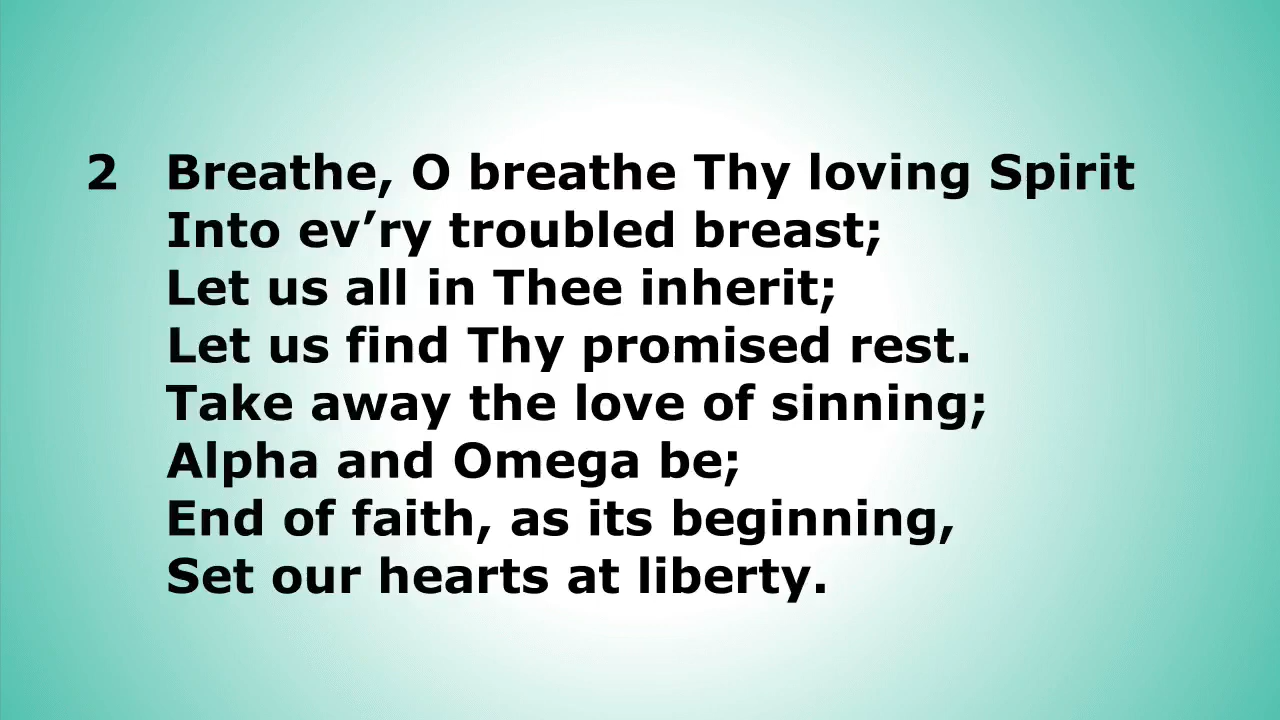 2 Breathe, O breathe Thy loving Spirit
Into ev’ry troubled breast;
Let us all in Thee inherit;
Let us find Thy promised rest.
Take away the love of sinning;
Alpha and Omega be;
End of faith, as its beginning,
Set our hearts at liberty.